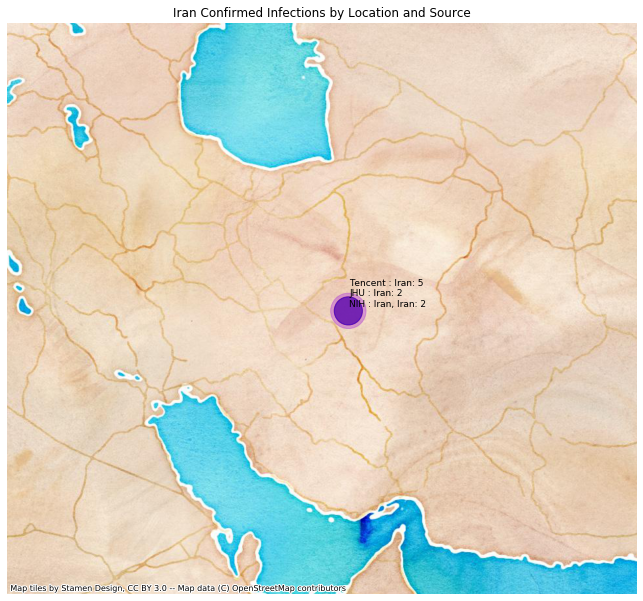 Iran Confirmed Infections by Location and Source
Tencent : Iran: 5
JHU : Iran: 2
NIH : Iran, Iran: 2
Map tiles by Stamen Design, CC BY 3.0 -- Map data (C) OpenStreetMap contributors